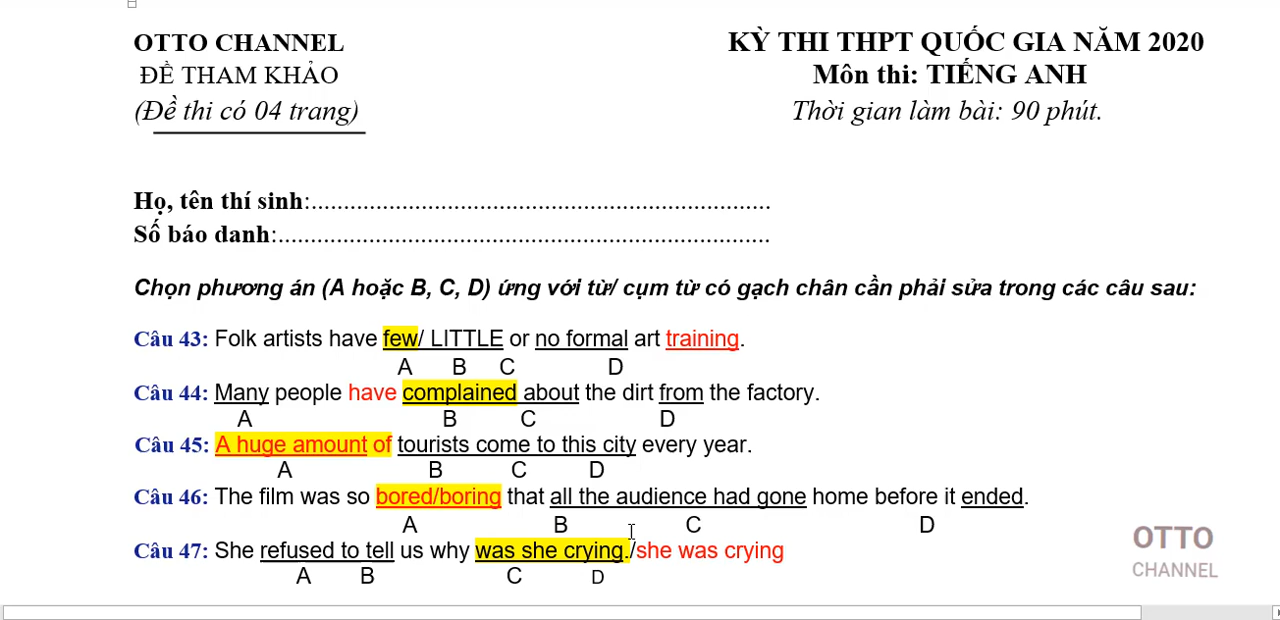 OTTO CHANNEL
ĐỀ THAM KHẢO
(Đề thi có 04 trang)
KỲ THI THPT QUỐC GIA NĂM 2020
Môn thi: TIẾNG ANH
Thời gian làm bài: 90 phút.
Họ, tên thí sinh:.......................................................................
Số báo danh:............................................................................
Chọn phương án (A hoặc B, C, D) ứng với từ/ cụm từ có gạch chân cần phải sửa trong các câu sau:
Câu 43: Folk artists have few/ LITTLE or no formal art training.
A B C D
Câu 44: Many people have complained about the dirt from the factory.
A B C D
Câu 45: A huge amount of tourists come to this city every year.
A B C D
Câu 46: The film was so bored/boring that all the audience had gone home before it ended.
A B C D
Câu 47: She refused to tell us why was she crying./she was crying
A B C D
OTTO
CHANNEL